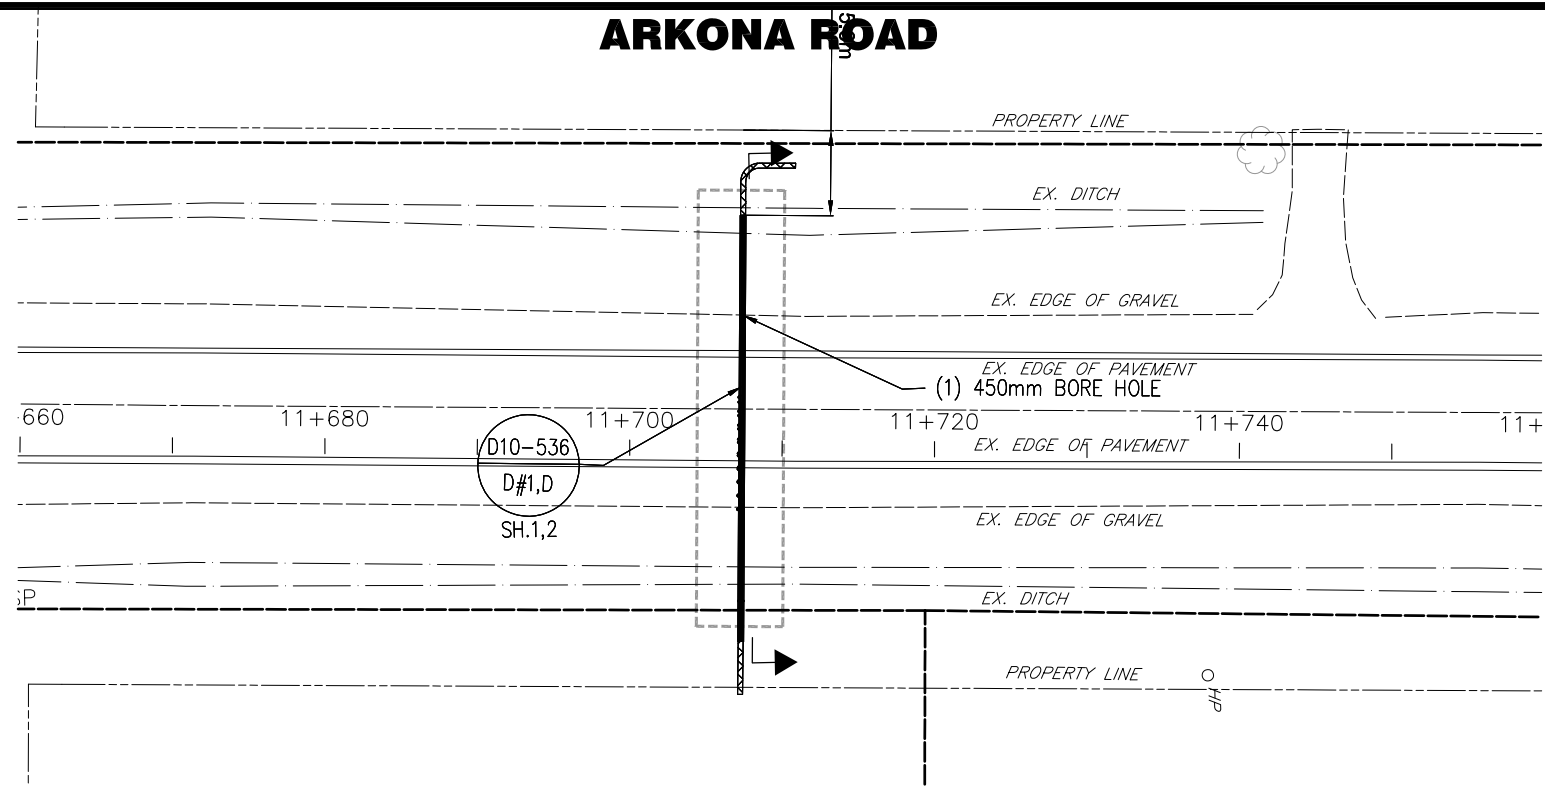 ARKONA ROAD
PROPERTY LINE
EX. DITCH
EX. EDGE OF GRAVEL
EX. EDGE OF PAVEMENT
(1) 450mm BORE HOLE
660
11+680
11+700
11+720
11+740
11+
EX. EDGE OF PAVEMENT
D10-536
D#1,D
SH.1,2
EX. EDGE OF GRAVEL
EX. DITCH
PROPERTY LINE
HP